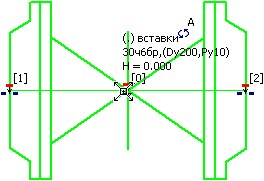 A
(.) вставки
30ч6бр,(Dy200,Py10)
H = 0.000
[1]
[0]
[2]